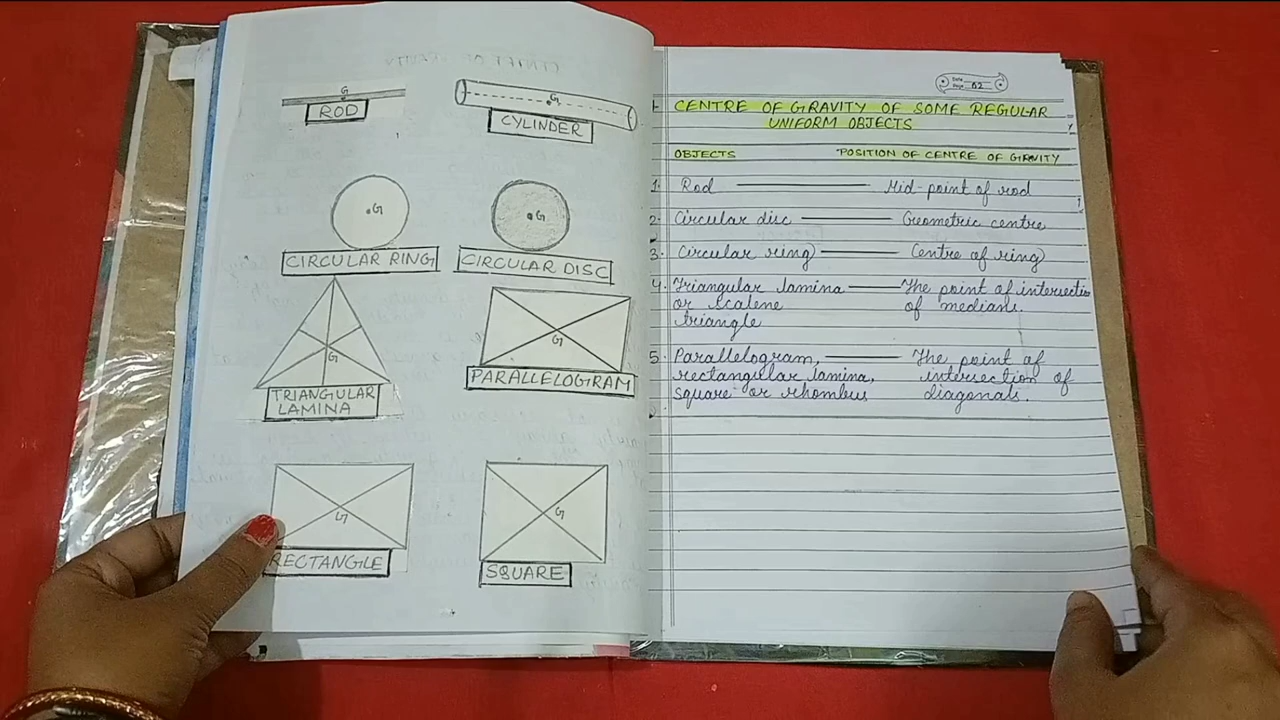 G
ROD
G
CYLINDER
G
CIRCULAR RING
G
CIRCULAR DISC
G
TRIANGULAR
LAMINA
G
PARALLELOGRAM
G
RECTANGLE
G
SQUARE
Date
Page 02
CENTRE OF GRAVITY OF SOME REGULAR
UNIFORM OBJECTS
OBJECTS POSITION OF CENTRE OF GRAVITY
1. Rod —— Mid-point of rod
2. Circular disc —— Geometric centre
3. Circular ring —— Centre of ring
4. Triangular lamina —— The point of intersectio
or scalene of medians.
triangle
5. Parallelogram, —— The point of
rectangular lamina, intersection of
square or rhombus diagonals.